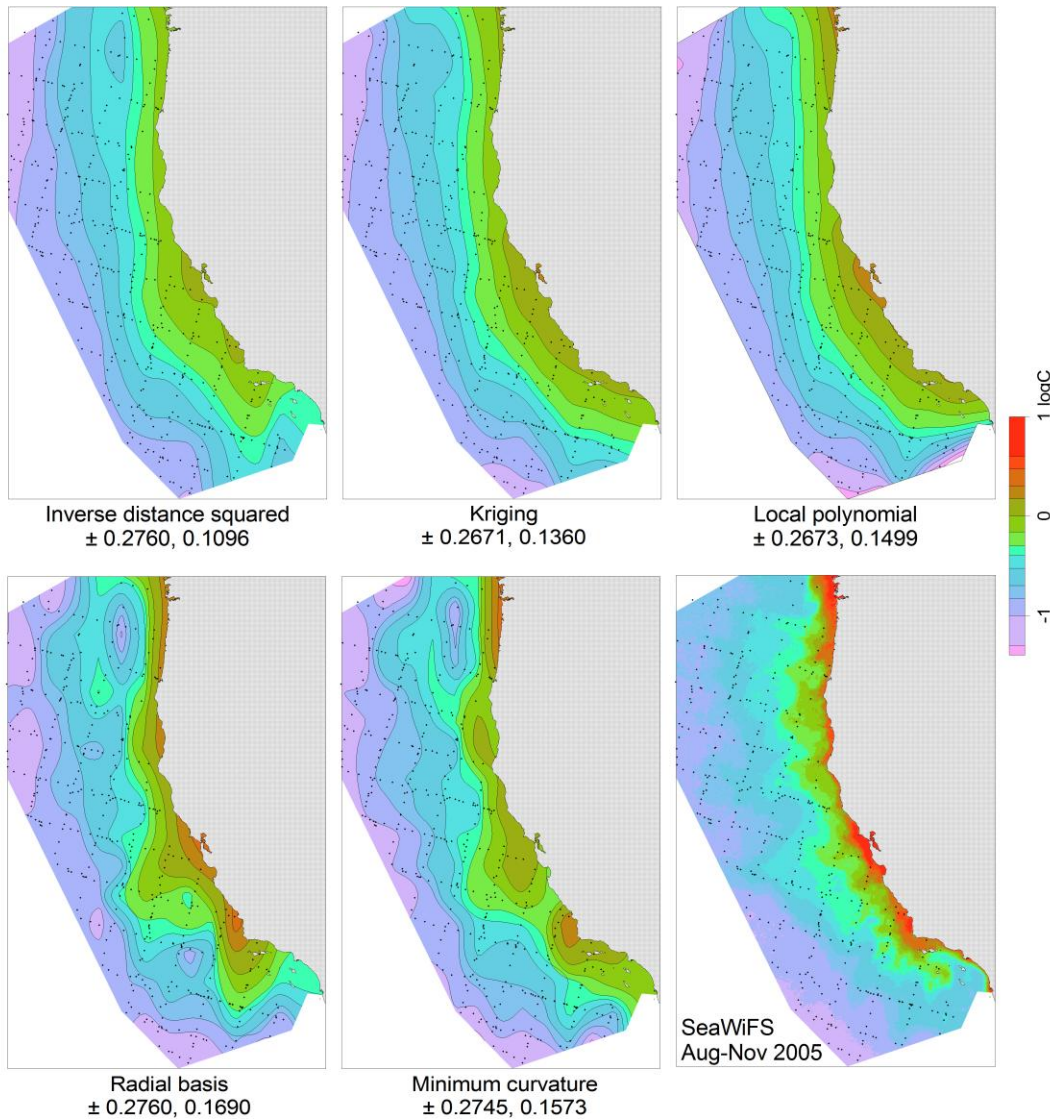 Inverse distance squared
± 0.2760, 0.1096
Kriging
± 0.2671, 0.1360
Local polynomial
± 0.2673, 0.1499
1 logC
0
-1
Radial basis
± 0.2760, 0.1690
Minimum curvature
± 0.2745, 0.1573
SeaWiFS
Aug-Nov 2005